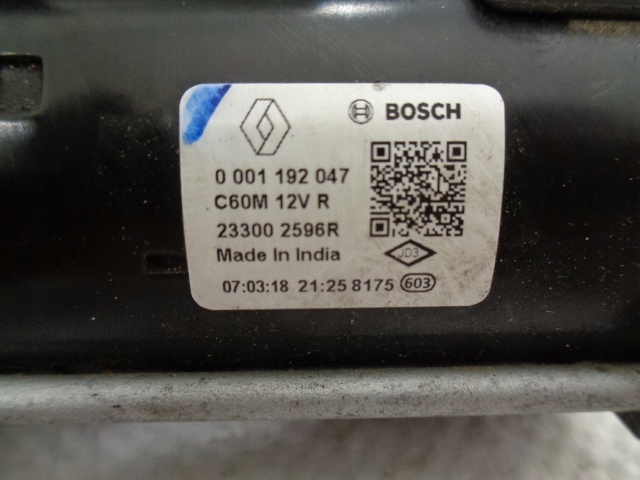 BOSCH
0 001 192 047
C60M 12V R
23300 2596R
Made In India
JD3
07:03:18 21:25 8175 603